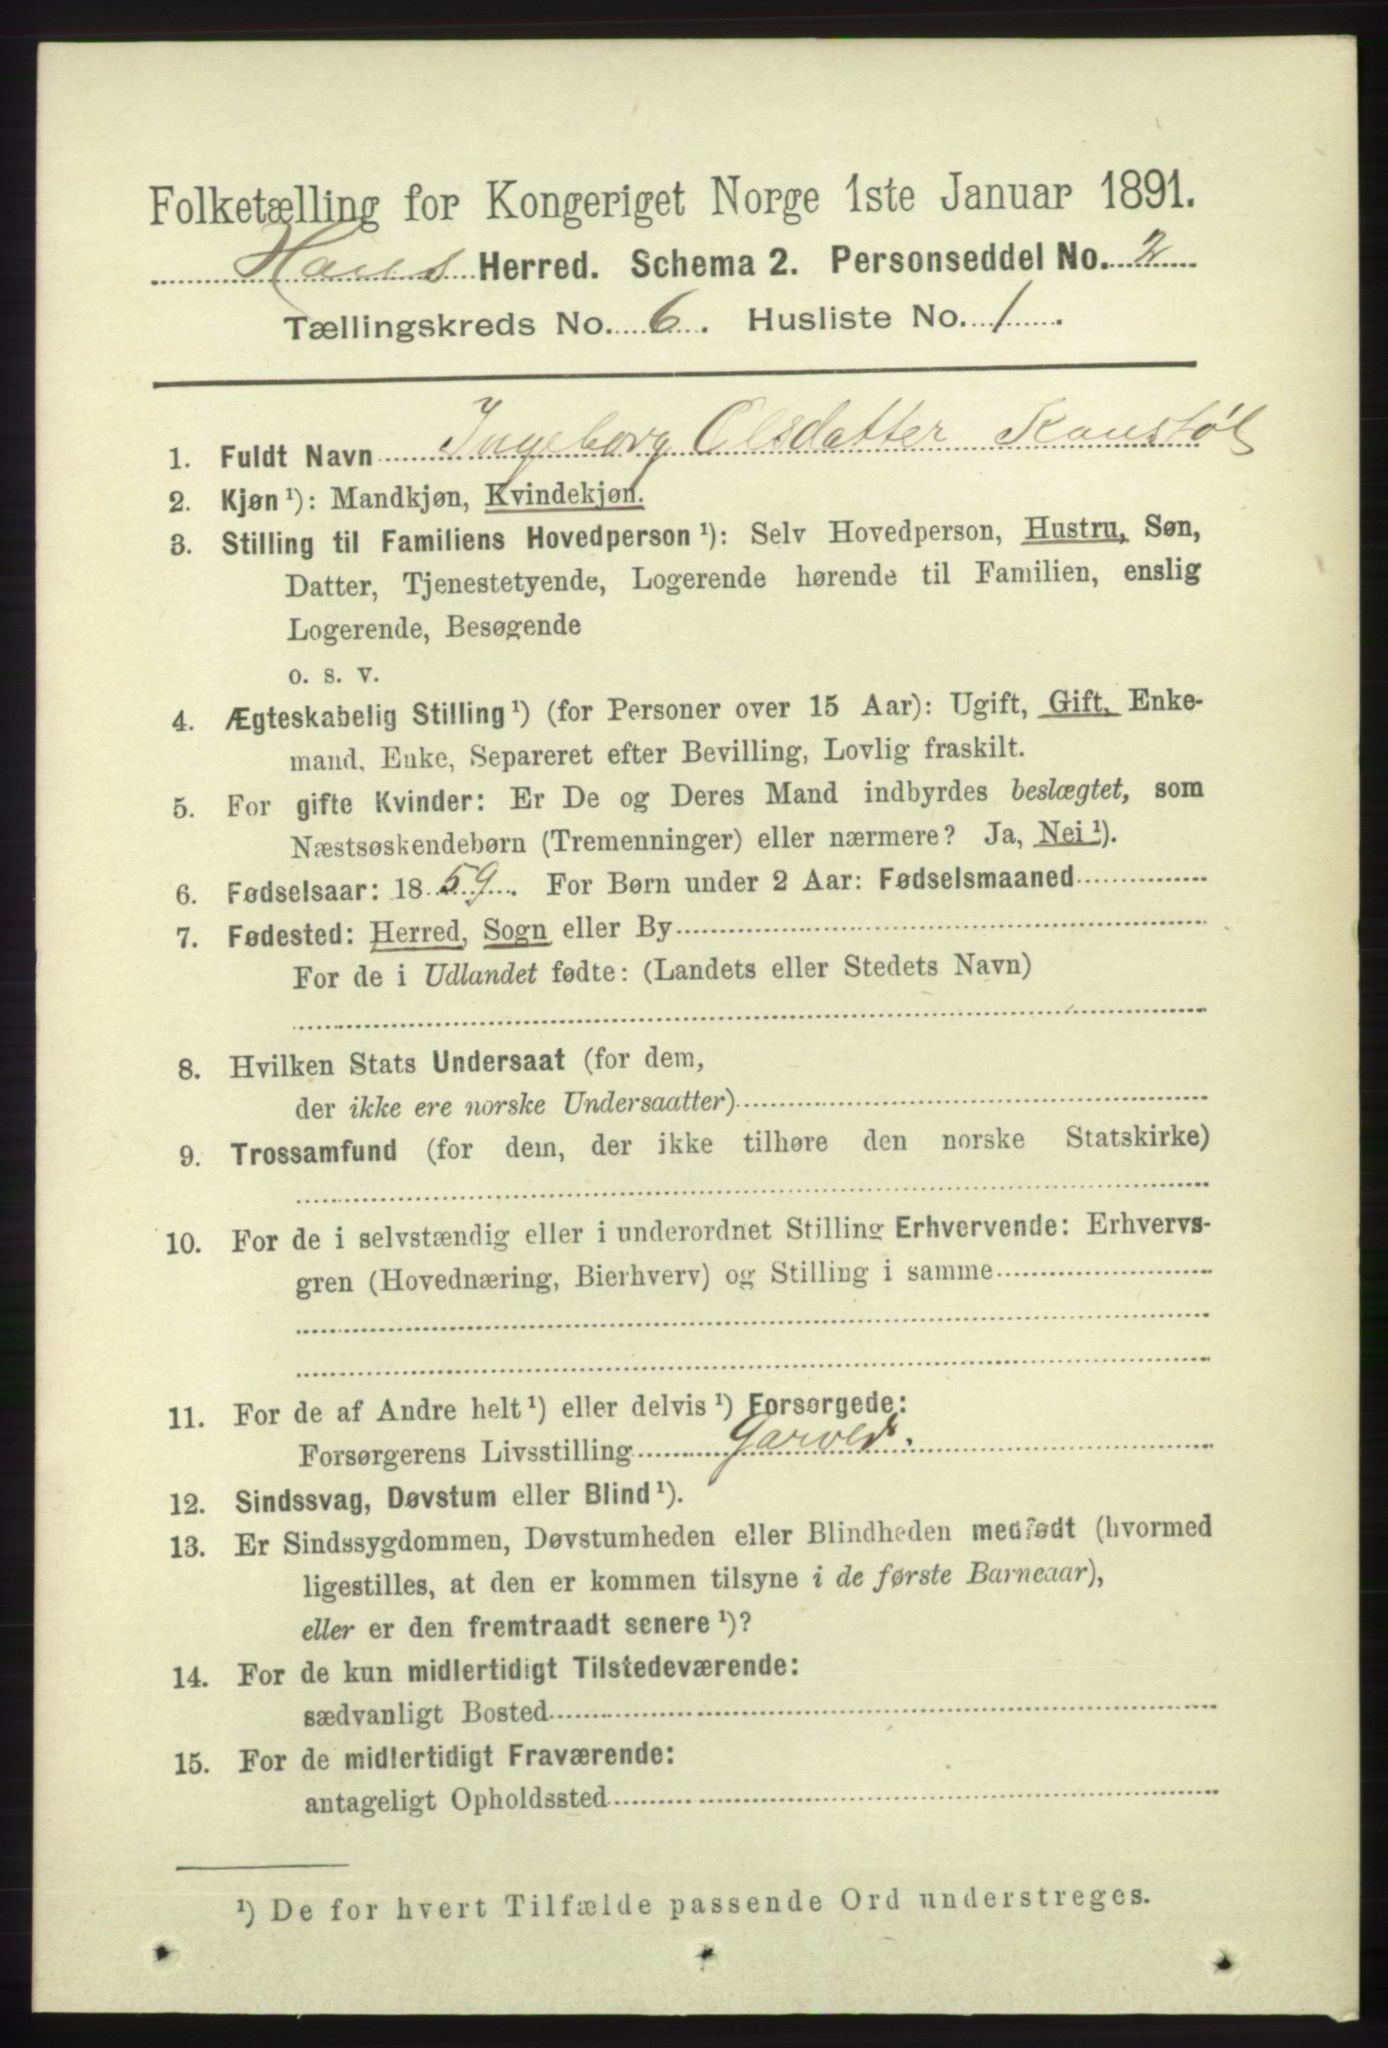 Folketælling for Kongeriget Norge 1ste Januar 1891.
Haus Herred. Schema 2. Personseddel No. 2
Tællingskreds No. 6. Husliste No. 1.
1. Fuldt Navn Ingeborg Olsdatter
2. Kjøn ¹): Mandkjøn, Kvindekjøn.
3. Stilling til Familiens Hovedperson ¹): Selv Hovedperson, Hustru, Søn,
Datter, Tjenestetyende, Logerende hørende til Familien, enslig
Logerende, Besøgende
o. s. v.
4. Ægteskabelig Stilling ¹) (for Personer over 15 Aar): Ugift, Gift, Enke-
mand, Enke, Separeret efter Bevilling, Lovlig fraskilt.
5. For gifte Kvinder: Er De og Deres Mand indbyrdes beslægtet, som
Næstsøskendebørn (Tremenninger) eller nærmere? Ja, Nei ¹).
6. Fødselsaar: 1859. For Børn under 2 Aar: Fødselsmaaned
7. Fødested: Herred, Sogn eller By
For de i Udlandet fødte: (Landets eller Stedets Navn)
8. Hvilken Stats Undersaat (for dem,
der ikke ere norske Undersaatter)
9. Trossamfund (for dem, der ikke tilhøre den norske Statskirke)
10. For de i selvstændig eller i underordnet Stilling Erhvervende: Erhvervs-
gren (Hovednæring, Bierhverv) og Stilling i samme
11. For de af Andre helt ¹) eller delvis ¹) Forsørgede:
Forsørgerens Livsstilling
12. Sindssvag, Døvstum eller Blind ¹).
13. Er Sindssygdommen, Døvstumheden eller Blindheden medfødt (hvormed
ligestilles, at den er kommen tilsyne i de første Barneaar),
eller er den fremtraadt senere ¹)?
14. For de kun midlertidigt Tilstedeværende:
sædvanligt Bosted
15. For de midlertidigt Fraværende:
antageligt Opholdssted
¹) De for hvert Tilfælde passende Ord understreges.